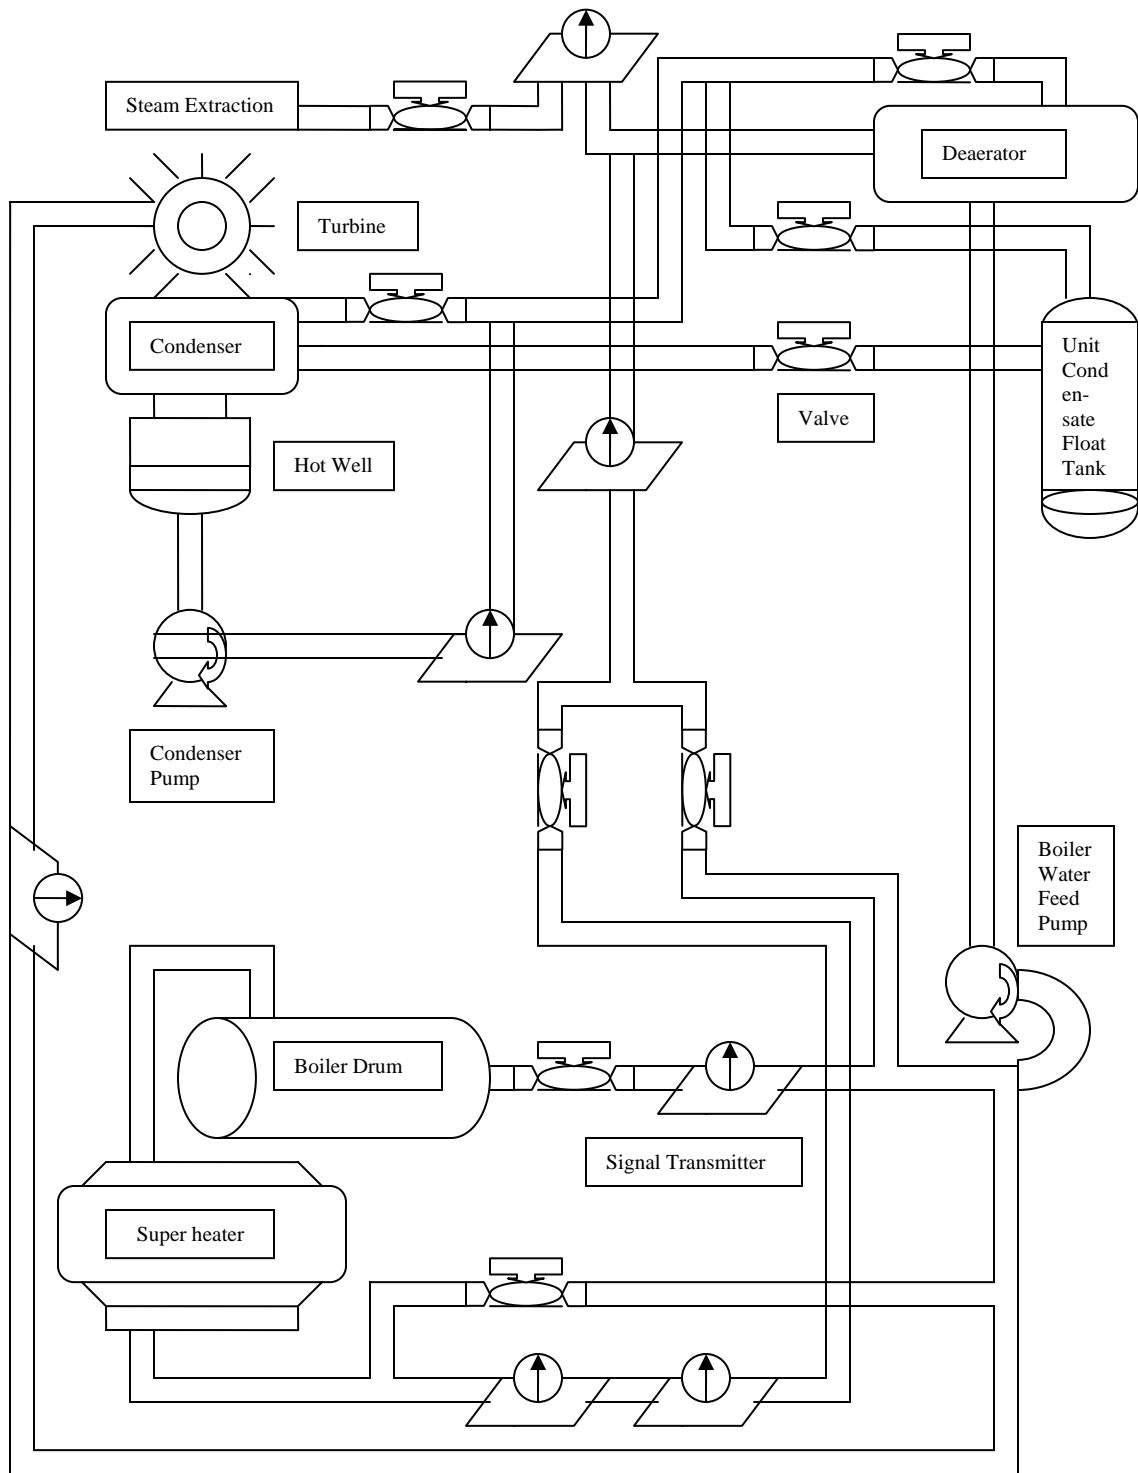 Steam Extraction
Deaerator
Turbine
Condenser
Unit
Cond
en-
sate
Float
Tank
Valve
Hot Well
Condenser
Pump
Boiler
Water
Feed
Pump
Boiler Drum
Signal Transmitter
Super heater